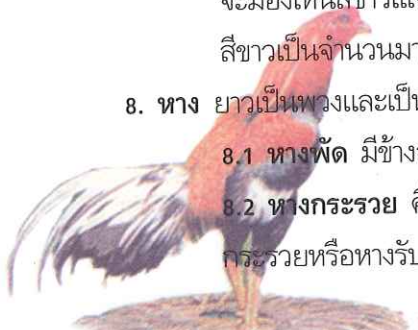 สีขาวเป็นจำนวนมา
8. หาง ยาวเป็นพวงและเป็น
8.1 หางพัด มีข้าง
8.2 หางกระรวย
กระรวยหรือหางรับ